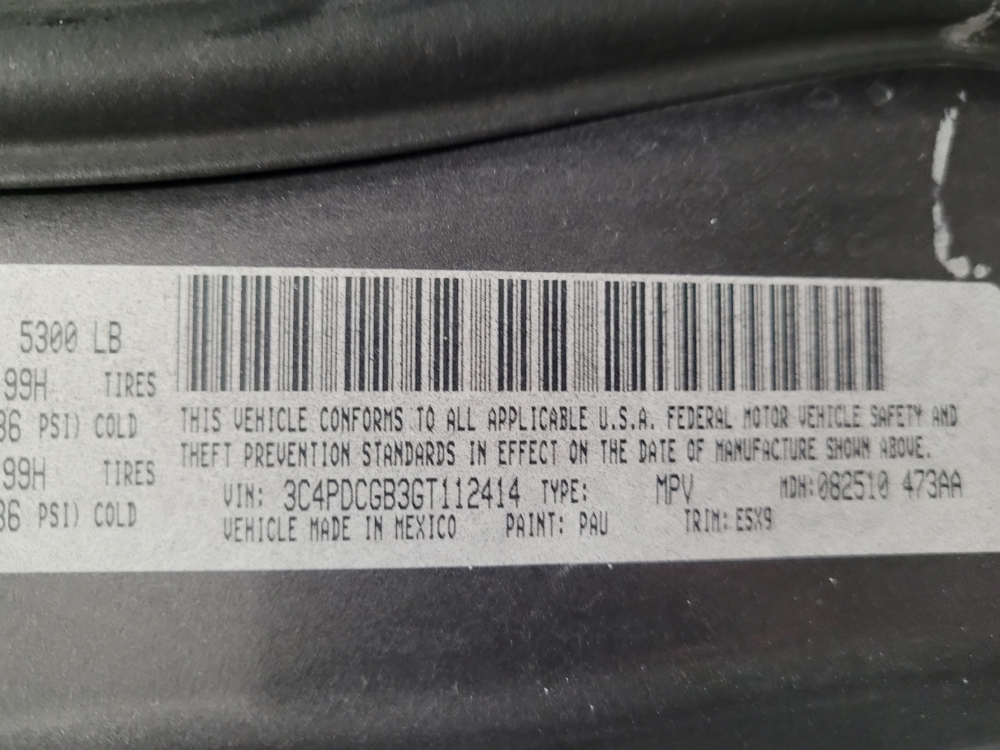 5300 LB
99H TIRES
36 PSI) COLD
99H TIRES
36 PSI) COLD
THIS VEHICLE CONFORMS TO ALL APPLICABLE U.S.A. FEDERAL MOTOR VEHICLE SAFETY AND
THEFT PREVENTION STANDARDS IN EFFECT ON THE DATE OF MANUFACTURE SHOWN ABOVE.
VIN: 3C4PDCGB3GT112414 TYPE: MPV MDH:082510 473AA
VEHICLE MADE IN MEXICO PAINT: PAU TRIM: E5X9